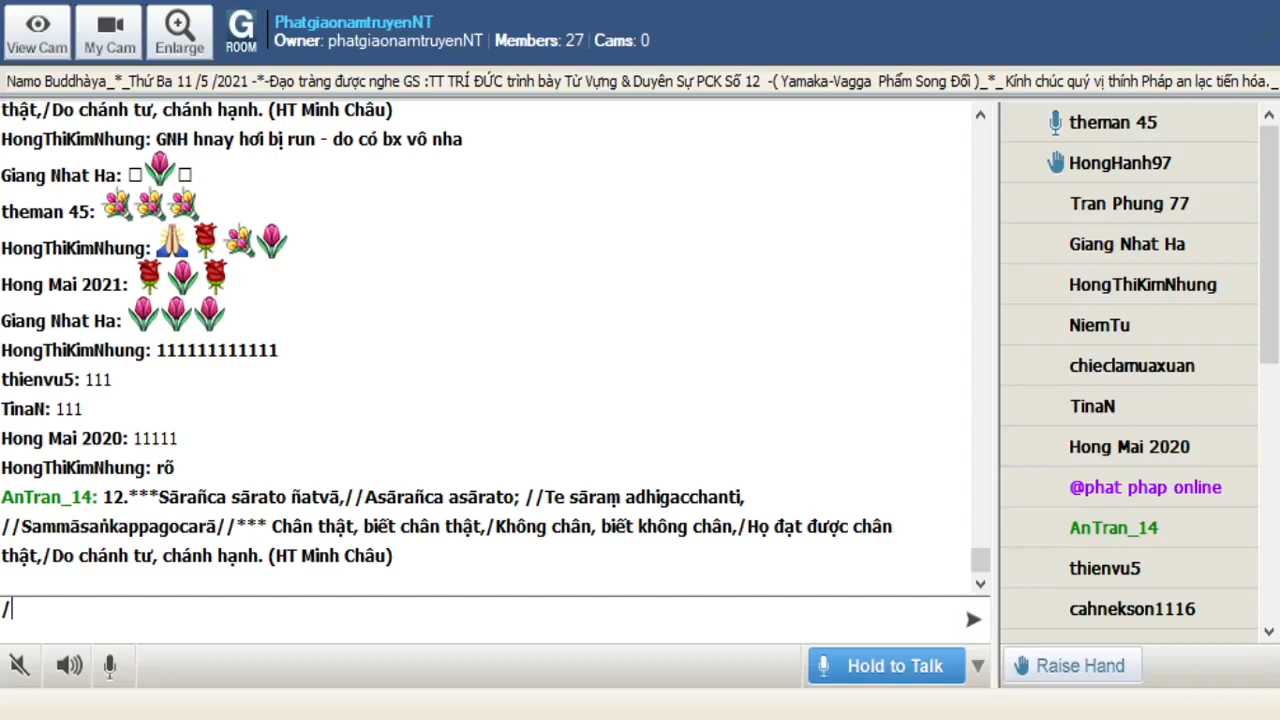 View Cam
My Cam
Enlarge
G
ROOM
PhatgiaonamtruyenNT
Owner: phatgiaonamtruyenNT | Members: 27 | Cams: 0
Namo Buddhàya_*_Thứ Ba 11 /5 /2021 -*-Đạo tràng được nghe GS :TT TRÍ ĐỨC trình bày Từ Vựng & Duyên Sự PCK Số 12 -( Yamaka-Vagga Phẩm Song Đối )_*_Kính chúc quý vị thính Pháp an lạc tiến hóa._
thật,/Do chánh tư, chánh hạnh. (HT Minh Châu)
HongThiKimNhung: GNH hnay hơi bị run - do có bx vô nha
Giang Nhat Ha:
theman 45:
HongThiKimNhung:
Hong Mai 2021:
Giang Nhat Ha:
HongThiKimNhung: 111111111111
thienvu5: 111
TinaN: 111
Hong Mai 2020: 11111
HongThiKimNhung: rõ
AnTran_14: 12.***Sārañca sārato ñatvā,//Asārañca asārato; //Te sāraṃ adhigacchanti,
//Sammāsaṅkappagocarā//*** Chân thật, biết chân thật,/Không chân, biết không chân,/Họ đạt được chân
thật,/Do chánh tư, chánh hạnh. (HT Minh Châu)
/
Hold to Talk
theman 45
HongHanh97
Tran Phung 77
Giang Nhat Ha
HongThiKimNhung
NiemTu
chieclamuaxuan
TinaN
Hong Mai 2020
@phat phap online
AnTran_14
thienvu5
cahnekson1116
Raise Hand